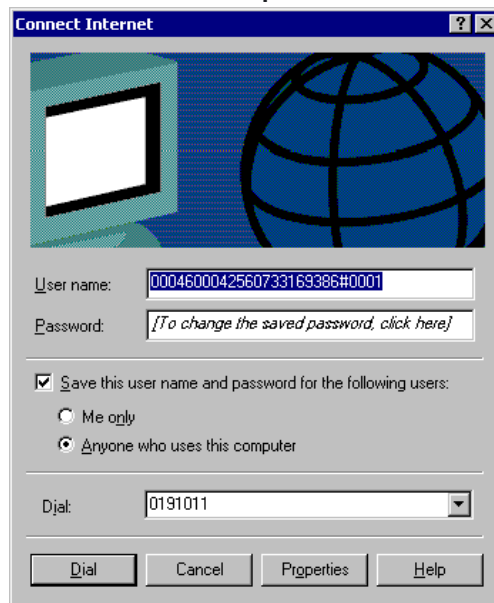 Connect Internet
User name: 0004600042560733169386#0001
Password: [To change the saved password, click here]
Save this user name and password for the following users:
Me only
Anyone who uses this computer
Dial: 0191011
Dial Cancel Properties Help